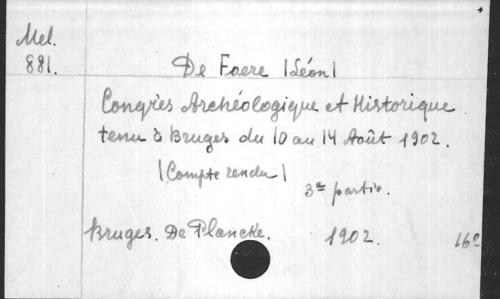 Mel.
881.
De Foere |Léon|
Congrès Archéologique et Historique
tenu à Bruges du 10 au 14 Août 1902.
|Compte rendu|
3e partie.
Bruges. De Plancke. 1902. 16°